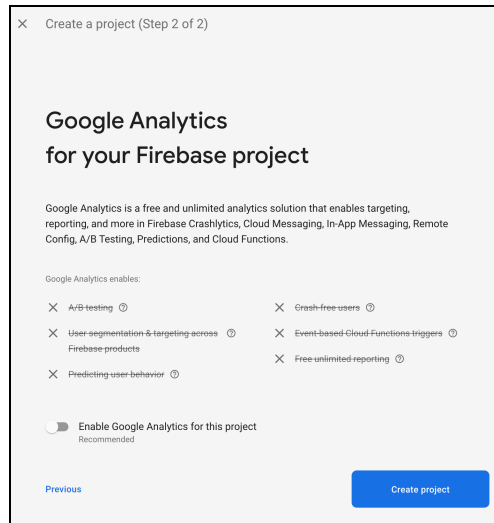 Create a project (Step 2 of 2)
Google Analytics
for your Firebase project
Google Analytics is a free and unlimited analytics solution that enables targeting,
reporting, and more in Firebase Crashlytics, Cloud Messaging, In-App Messaging, Remote
Config, A/B Testing, Predictions, and Cloud Functions.
Google Analytics enables:
A/B testing
User segmentation & targeting across
Firebase products
Predicting user behavior
Crash-free users
Event-based Cloud Functions triggers
Free unlimited reporting
Enable Google Analytics for this project
Recommended
Previous
Create project